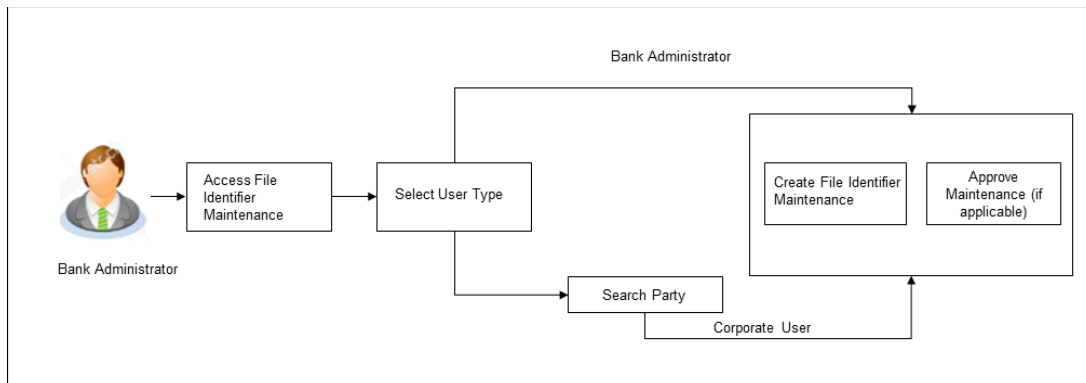 Bank Administrator
Access File
Identifier
Maintenance
Select User Type
Create File Identifier
Maintenance
Approve
Maintenance (if
applicable)
Bank Administrator
Search Party
Corporate User